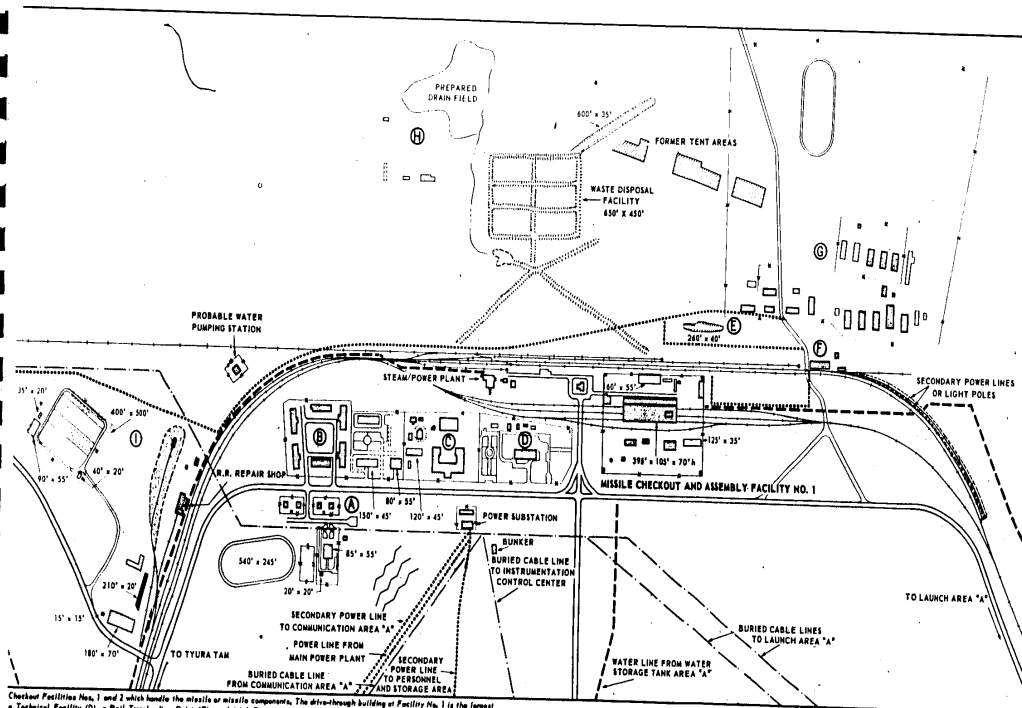 PREPARED
DRAIN FIELD
H
600' x 35'
FORMER TENT AREAS
WASTE DISPOSAL
FACILITY
650' X 450'
G
PROBABLE WATER
PUMPING STATION
E
260' x 40'
F
STEAM/POWER PLANT
60' x 55'
SECONDARY POWER LINES
OR LIGHT POLES
35' x 20'
400' x 500'
I
90' x 55'
40' x 20'
R.R. REPAIR SHOP
B
C
D
125' x 35'
398' x 105' x 70' h
MISSILE CHECKOUT AND ASSEMBLY FACILITY NO. 1
A
150' x 45'
80' x 55'
120' x 45'
POWER SUBSTATION
540' x 245'
85' x 55'
20' x 20'
BUNKER
BURIED CABLE LINE
TO INSTRUMENTATION
CONTROL CENTER
210' x 20'
15' x 15'
180' x 70'
TO TYURA TAM
SECONDARY POWER LINE
TO COMMUNICATION AREA "A"
POWER LINE FROM
MAIN POWER PLANT
BURIED CABLE LINE
FROM COMMUNICATION AREA "A"
SECONDARY
POWER LINE
TO PERSONNEL
AND STORAGE AREA
WATER LINE FROM WATER
STORAGE TANK AREA "A"
BURIED CABLE LINES
TO LAUNCH AREA "A"
TO LAUNCH AREA "A"
Checkout Facilities Nos. 1 and 2 which handle the missile or missile components. The drive-through building at Facility No. 1 is the largest